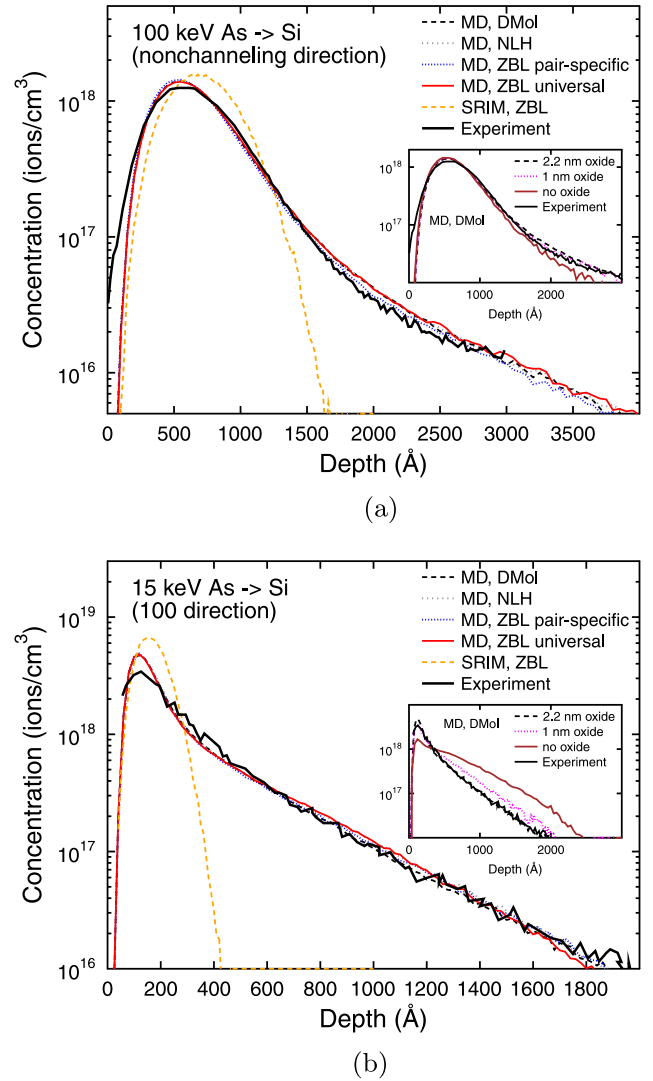 100 keV As -> Si
(nonchanneling direction)
MD, DMol
MD, NLH
MD, ZBL pair-specific
MD, ZBL universal
SRIM, ZBL
Experiment
10^18
10^17
10^16
Concentration (ions/cm^3)
0 500 1000 1500 2000 2500 3000 3500
Depth (Å)
2.2 nm oxide
1 nm oxide
no oxide
Experiment
MD, DMol
10^18
10^17
0 1000 2000
Depth (Å)
(a)
15 keV As -> Si
(100 direction)
MD, DMol
MD, NLH
MD, ZBL pair-specific
MD, ZBL universal
SRIM, ZBL
Experiment
10^19
10^18
10^17
10^16
Concentration (ions/cm^3)
0 200 400 600 800 1000 1200 1400 1600 1800
Depth (Å)
MD, DMol
2.2 nm oxide
1 nm oxide
no oxide
Experiment
10^18
10^17
0 1000 2000
Depth (Å)
(b)